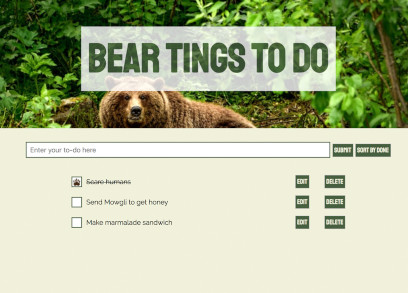 BEAR TINGS TO DO
Enter your to-do here SUBMIT SORT BY DONE
Scare humans EDIT DELETE
Send Mowgli to get honey EDIT DELETE
Make marmalade sandwich EDIT DELETE